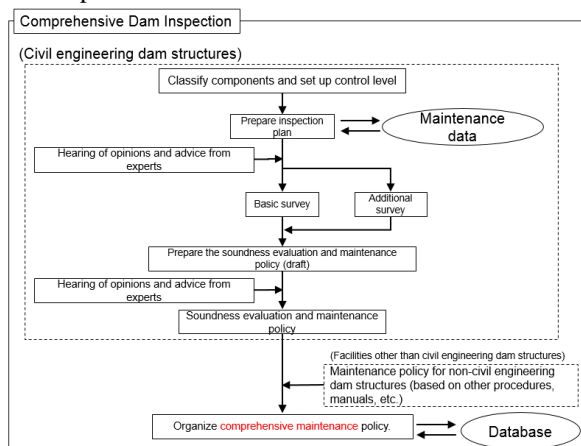 Comprehensive Dam Inspection
(Civil engineering dam structures)
Classify components and set up control level
Prepare inspection
plan
Maintenance
data
Hearing of opinions and advice from
experts
Basic survey
Additional
survey
Prepare the soundness evaluation and maintenance
policy (draft)
Hearing of opinions and advice from
experts
Soundness evaluation and maintenance
policy
(Facilities other than civil engineering dam structures)
Maintenance policy for non-civil engineering
dam structures (based on other procedures,
manuals, etc.)
Organize comprehensive maintenance policy.
Database